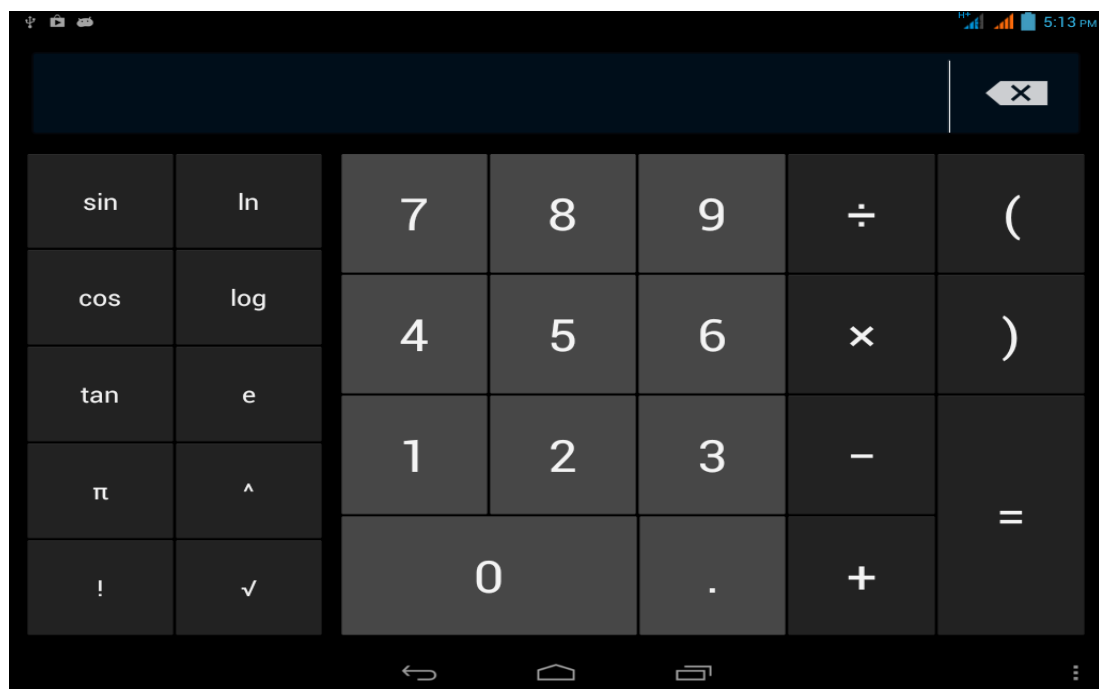 H+ 5:13 PM
sin ln 7 8 9 ÷ (
cos log 4 5 6 × )
tan e 1 2 3 −
π ^ =
! √ 0 . +